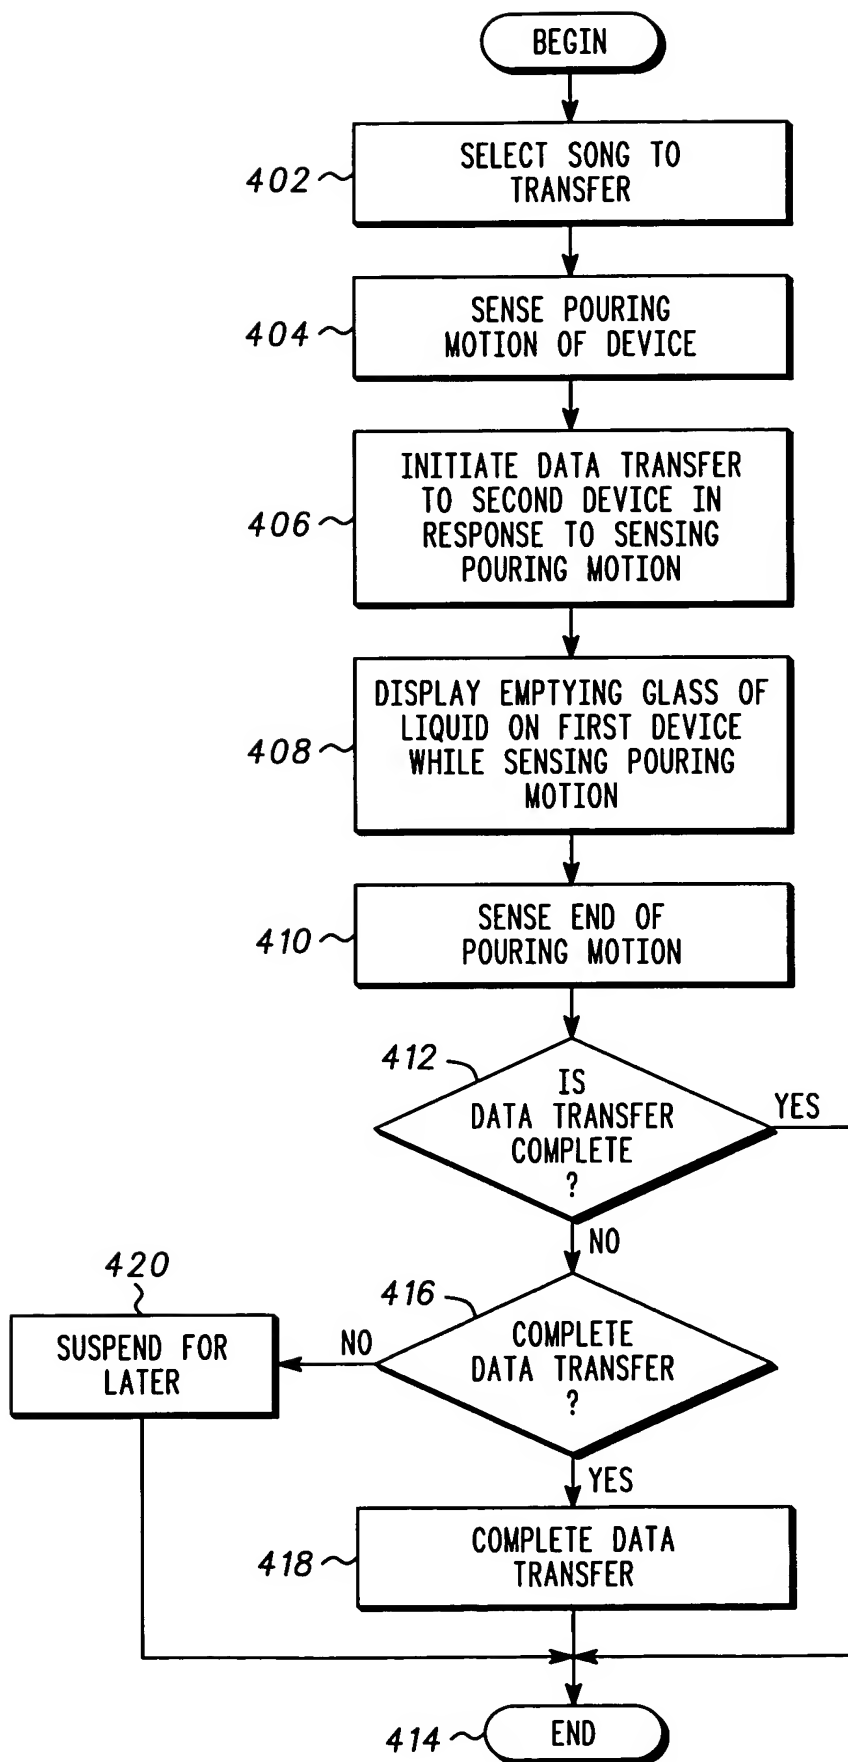 BEGIN
402
SELECT SONG TO
TRANSFER
404
SENSE POURING
MOTION OF DEVICE
406
INITIATE DATA TRANSFER
TO SECOND DEVICE IN
RESPONSE TO SENSING
POURING MOTION
408
DISPLAY EMPTYING GLASS OF
LIQUID ON FIRST DEVICE
WHILE SENSING POURING
MOTION
410
SENSE END OF
POURING MOTION
412
IS
DATA TRANSFER
COMPLETE
?
YES
NO
420
SUSPEND FOR
LATER
NO
416
COMPLETE
DATA TRANSFER
?
YES
418
COMPLETE DATA
TRANSFER
414
END